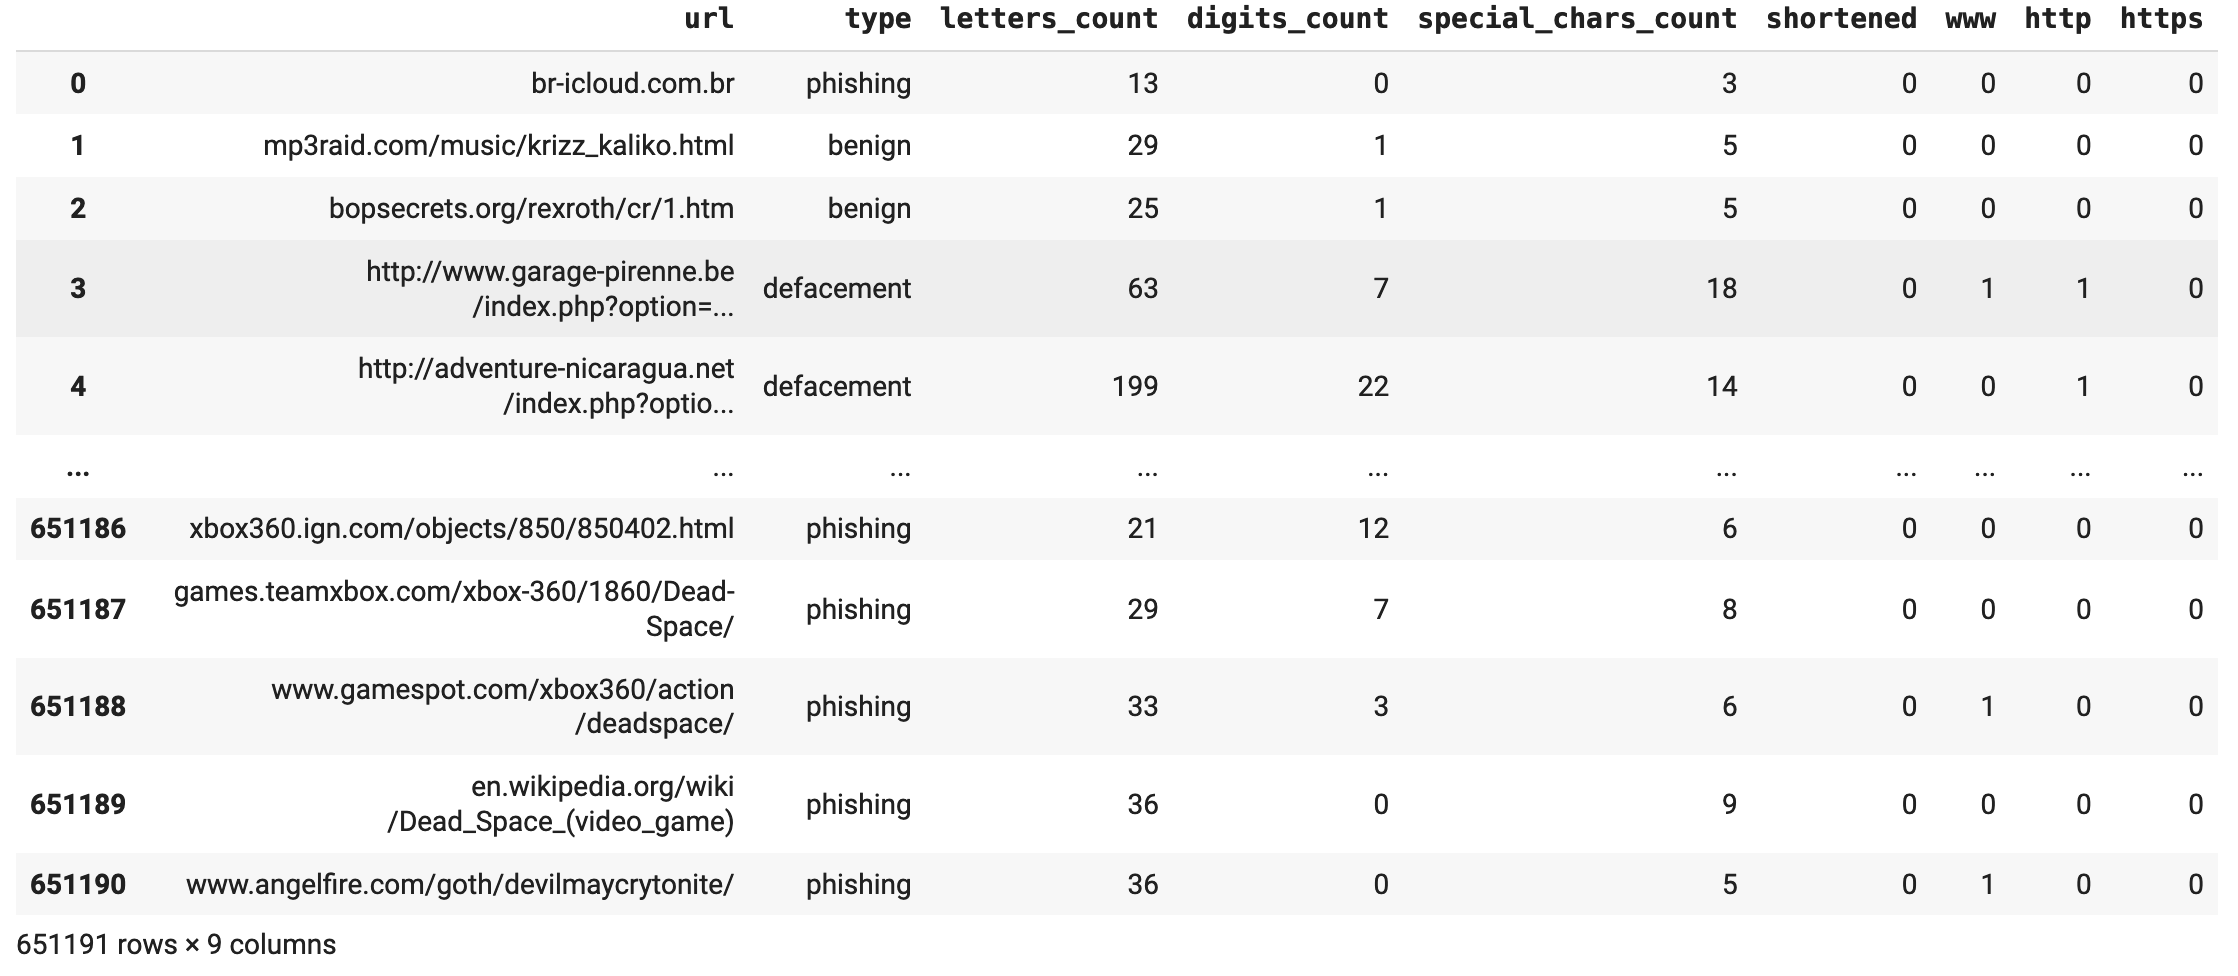 url type letters_count digits_count special_chars_count shortened www http https
0 br-icloud.com.br phishing 13 0 3 0 0 0 0
1 mp3raid.com/music/krizz_kaliko.html benign 29 1 5 0 0 0 0
2 bopsecrets.org/rexroth/cr/1.htm benign 25 1 5 0 0 0 0
http://www.garage-pirenne.be
3 defacement 63 7 18 0 1 1 0
/index.php?option=...
http://adventure-nicaragua.net
4 defacement 199 22 14 0 0 1 0
/index.php?optio...
... ... ... ... ... ... ... ... ... ...
651186 xbox360.ign.com/objects/850/850402.html phishing 21 12 6 0 0 0 0
games.teamxbox.com/xbox-360/1860/Dead-
651187 phishing 29 7 8 0 0 0 0
Space/
www.gamespot.com/xbox360/action
651188 phishing 33 3 6 0 1 0 0
/deadspace/
en.wikipedia.org/wiki
651189 phishing 36 0 9 0 0 0 0
/Dead_Space_(video_game)
651190 www.angelfire.com/goth/devilmaycrytonite/ phishing 36 0 5 0 1 0 0
651191 rows × 9 columns